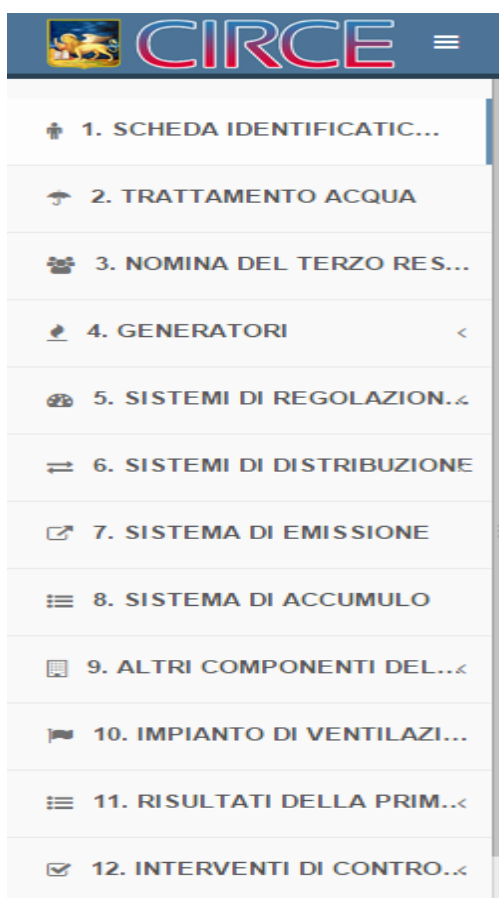 CIRCE
1. SCHEDA IDENTIFICATIC...
2. TRATTAMENTO ACQUA
3. NOMINA DEL TERZO RES...
4. GENERATORI
5. SISTEMI DI REGOLAZION...
6. SISTEMI DI DISTRIBUZIONE
7. SISTEMA DI EMISSIONE
8. SISTEMA DI ACCUMULO
9. ALTRI COMPONENTI DEL...
10. IMPIANTO DI VENTILAZI...
11. RISULTATI DELLA PRIM...
12. INTERVENTI DI CONTRO...